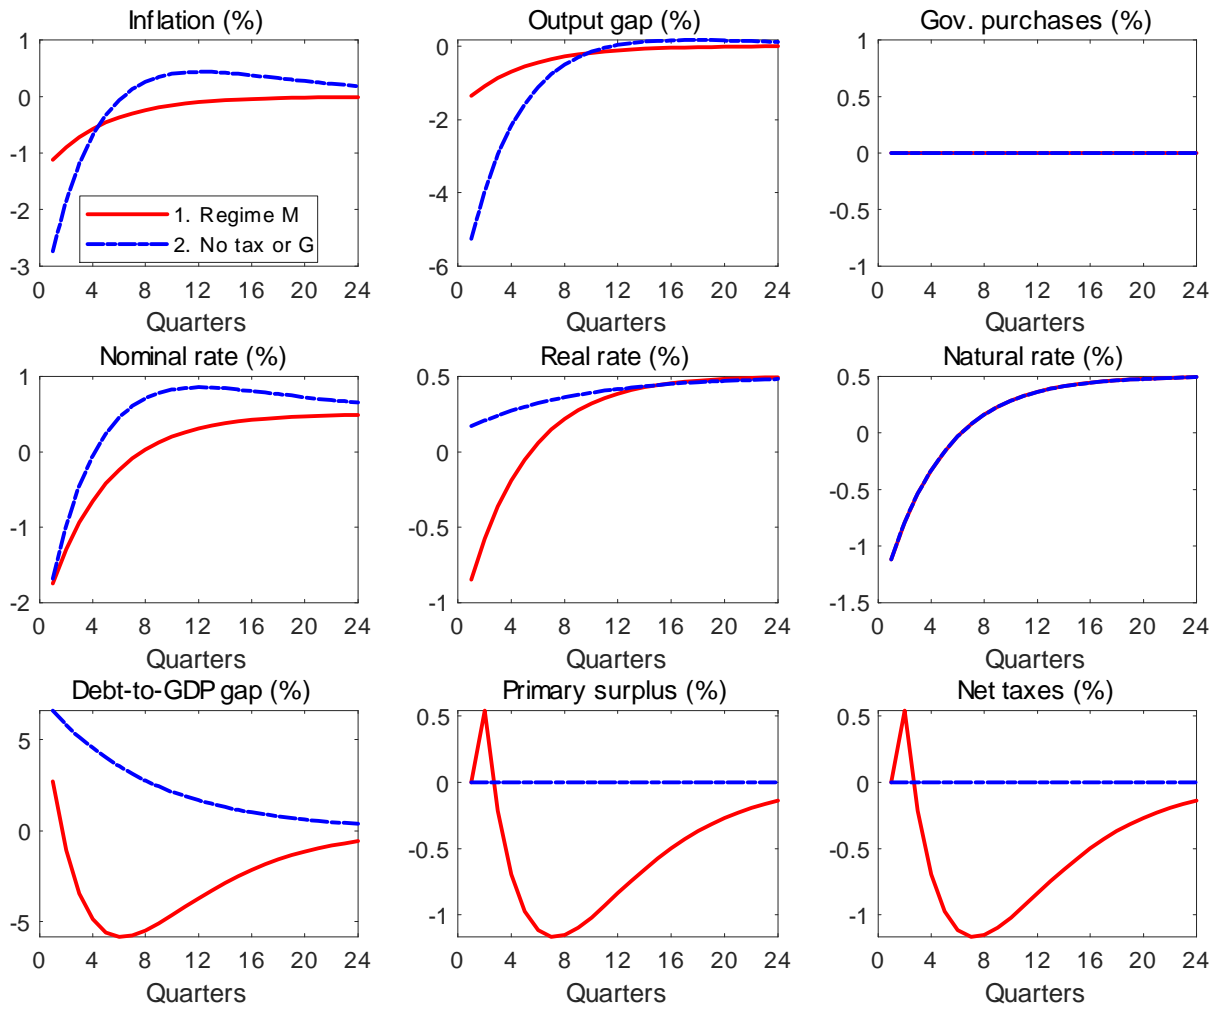 Inflation (%)
1
0
-1
-2
-3
1. Regime M
2. No tax or G
0 4 8 12 16 20 24
Quarters
Output gap (%)
0
-2
-4
-6
0 4 8 12 16 20 24
Quarters
Gov. purchases (%)
1
0.5
0
-0.5
-1
0 4 8 12 16 20 24
Quarters
Nominal rate (%)
1
0
-1
-2
0 4 8 12 16 20 24
Quarters
Real rate (%)
0.5
0
-0.5
-1
0 4 8 12 16 20 24
Quarters
Natural rate (%)
0.5
0
-0.5
-1
-1.5
0 4 8 12 16 20 24
Quarters
Debt-to-GDP gap (%)
5
0
-5
0 4 8 12 16 20 24
Quarters
Primary surplus (%)
0.5
0
-0.5
-1
0 4 8 12 16 20 24
Quarters
Net taxes (%)
0.5
0
-0.5
-1
0 4 8 12 16 20 24
Quarters